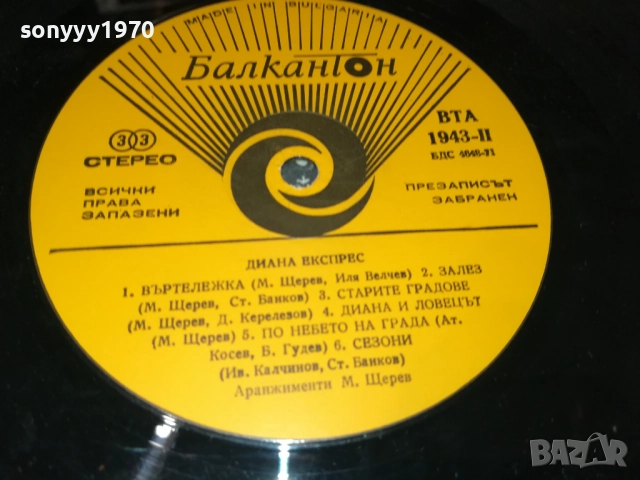 sonyyy1970
MADE IN BULGARIA
Балкантон
ВТА
1943-II
БДС 4048-71
33
СТЕРЕО
ВСИЧКИ
ПРАВА
ЗАПАЗЕНИ
ПРЕЗАПИСЪТ
ЗАБРАНЕН
ДИАНА ЕКСПРЕС
1. ВЪРТЕЛЕЖКА (М. Щерев, Иля Велчев) 2. ЗАЛЕЗ
(М. Щерев, Ст. Банков) 3. СТАРИТЕ ГРАДОВЕ
(М. Щерев, Д. Керелезов) 4. ДИАНА И ЛОВЕЦЪТ
(М. Щерев) 5. ПО НЕБЕТО НА ГРАДА (Ат.
Косев, Б. Гудев) 6. СЕЗОНИ
(Ив. Калчинов, Ст. Банков)
Аранжименти М. Щерев
BAZAR